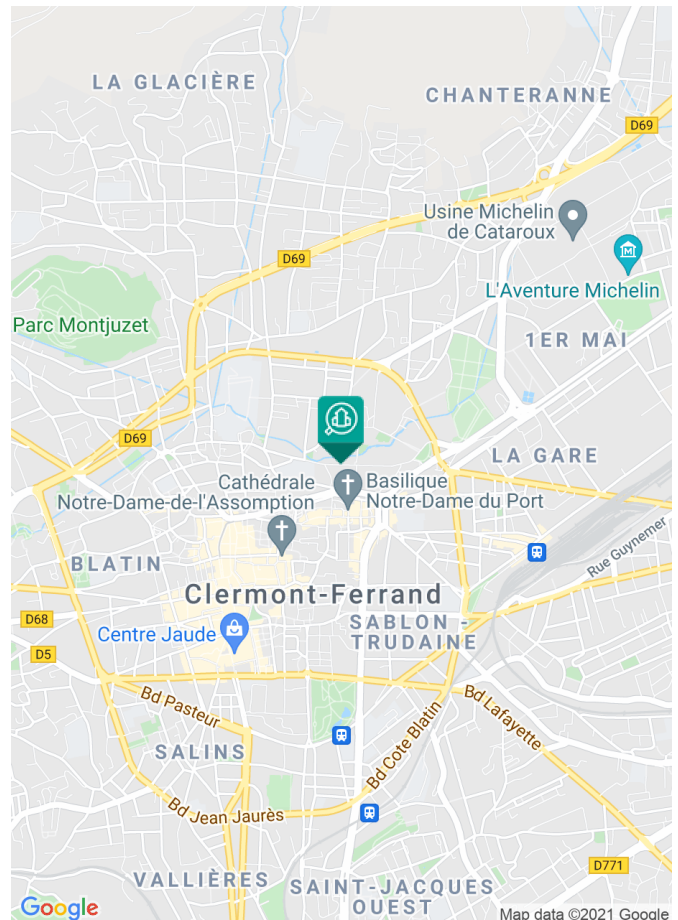 LA GLACIÈRE
CHANTERANNE
D69
Usine Michelin
de Cataroux
D69
M
L'Aventure Michelin
Parc Montjuzet
1ER MAI
D69
LA GARE
Cathédrale
Notre-Dame-de-l'Assomption
Basilique
Notre-Dame du Port
Rue Guynemer
BLATIN
Clermont-Ferrand
D68
SABLON -
TRUDAINE
Centre Jaude
D5
Bd Pasteur
Bd Lafayette
Bd Cote Blatin
SALINS
Bd Jean Jaurès
D771
VALLIÈRES
SAINT-JACQUES
OUEST
Google
Map data ©2021 Google